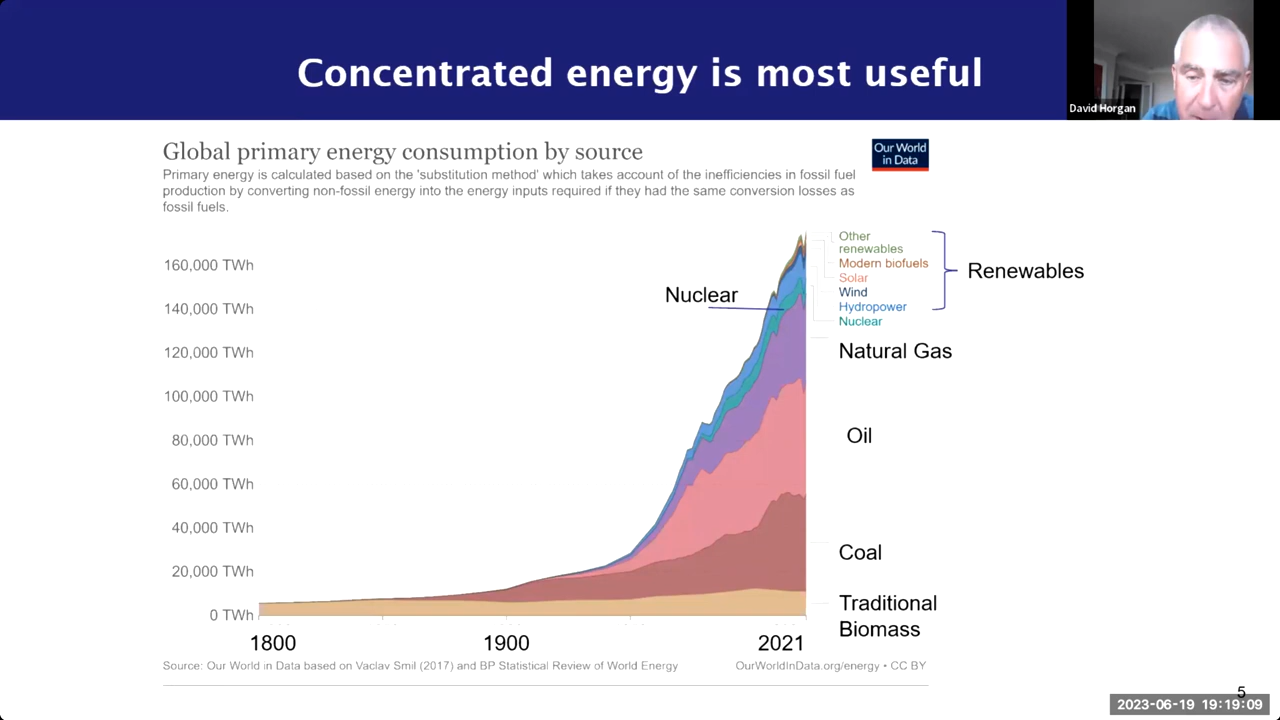 Concentrated energy is most useful
David Horgan
Global primary energy consumption by source
Our World
in Data
Primary energy is calculated based on the 'substitution method' which takes account of the inefficiencies in fossil fuel
production by converting non-fossil energy into the energy inputs required if they had the same conversion losses as
fossil fuels.
Other
renewables
Modern biofuels
Solar
Wind
Hydropower
Nuclear
Renewables
Nuclear
Natural Gas
Oil
Coal
Traditional
Biomass
160,000 TWh
140,000 TWh
120,000 TWh
100,000 TWh
80,000 TWh
60,000 TWh
40,000 TWh
20,000 TWh
0 TWh
1800
1900
2021
Source: Our World in Data based on Vaclav Smil (2017) and BP Statistical Review of World Energy
OurWorldInData.org/energy • CC BY
5
2023-06-19 19:19:09